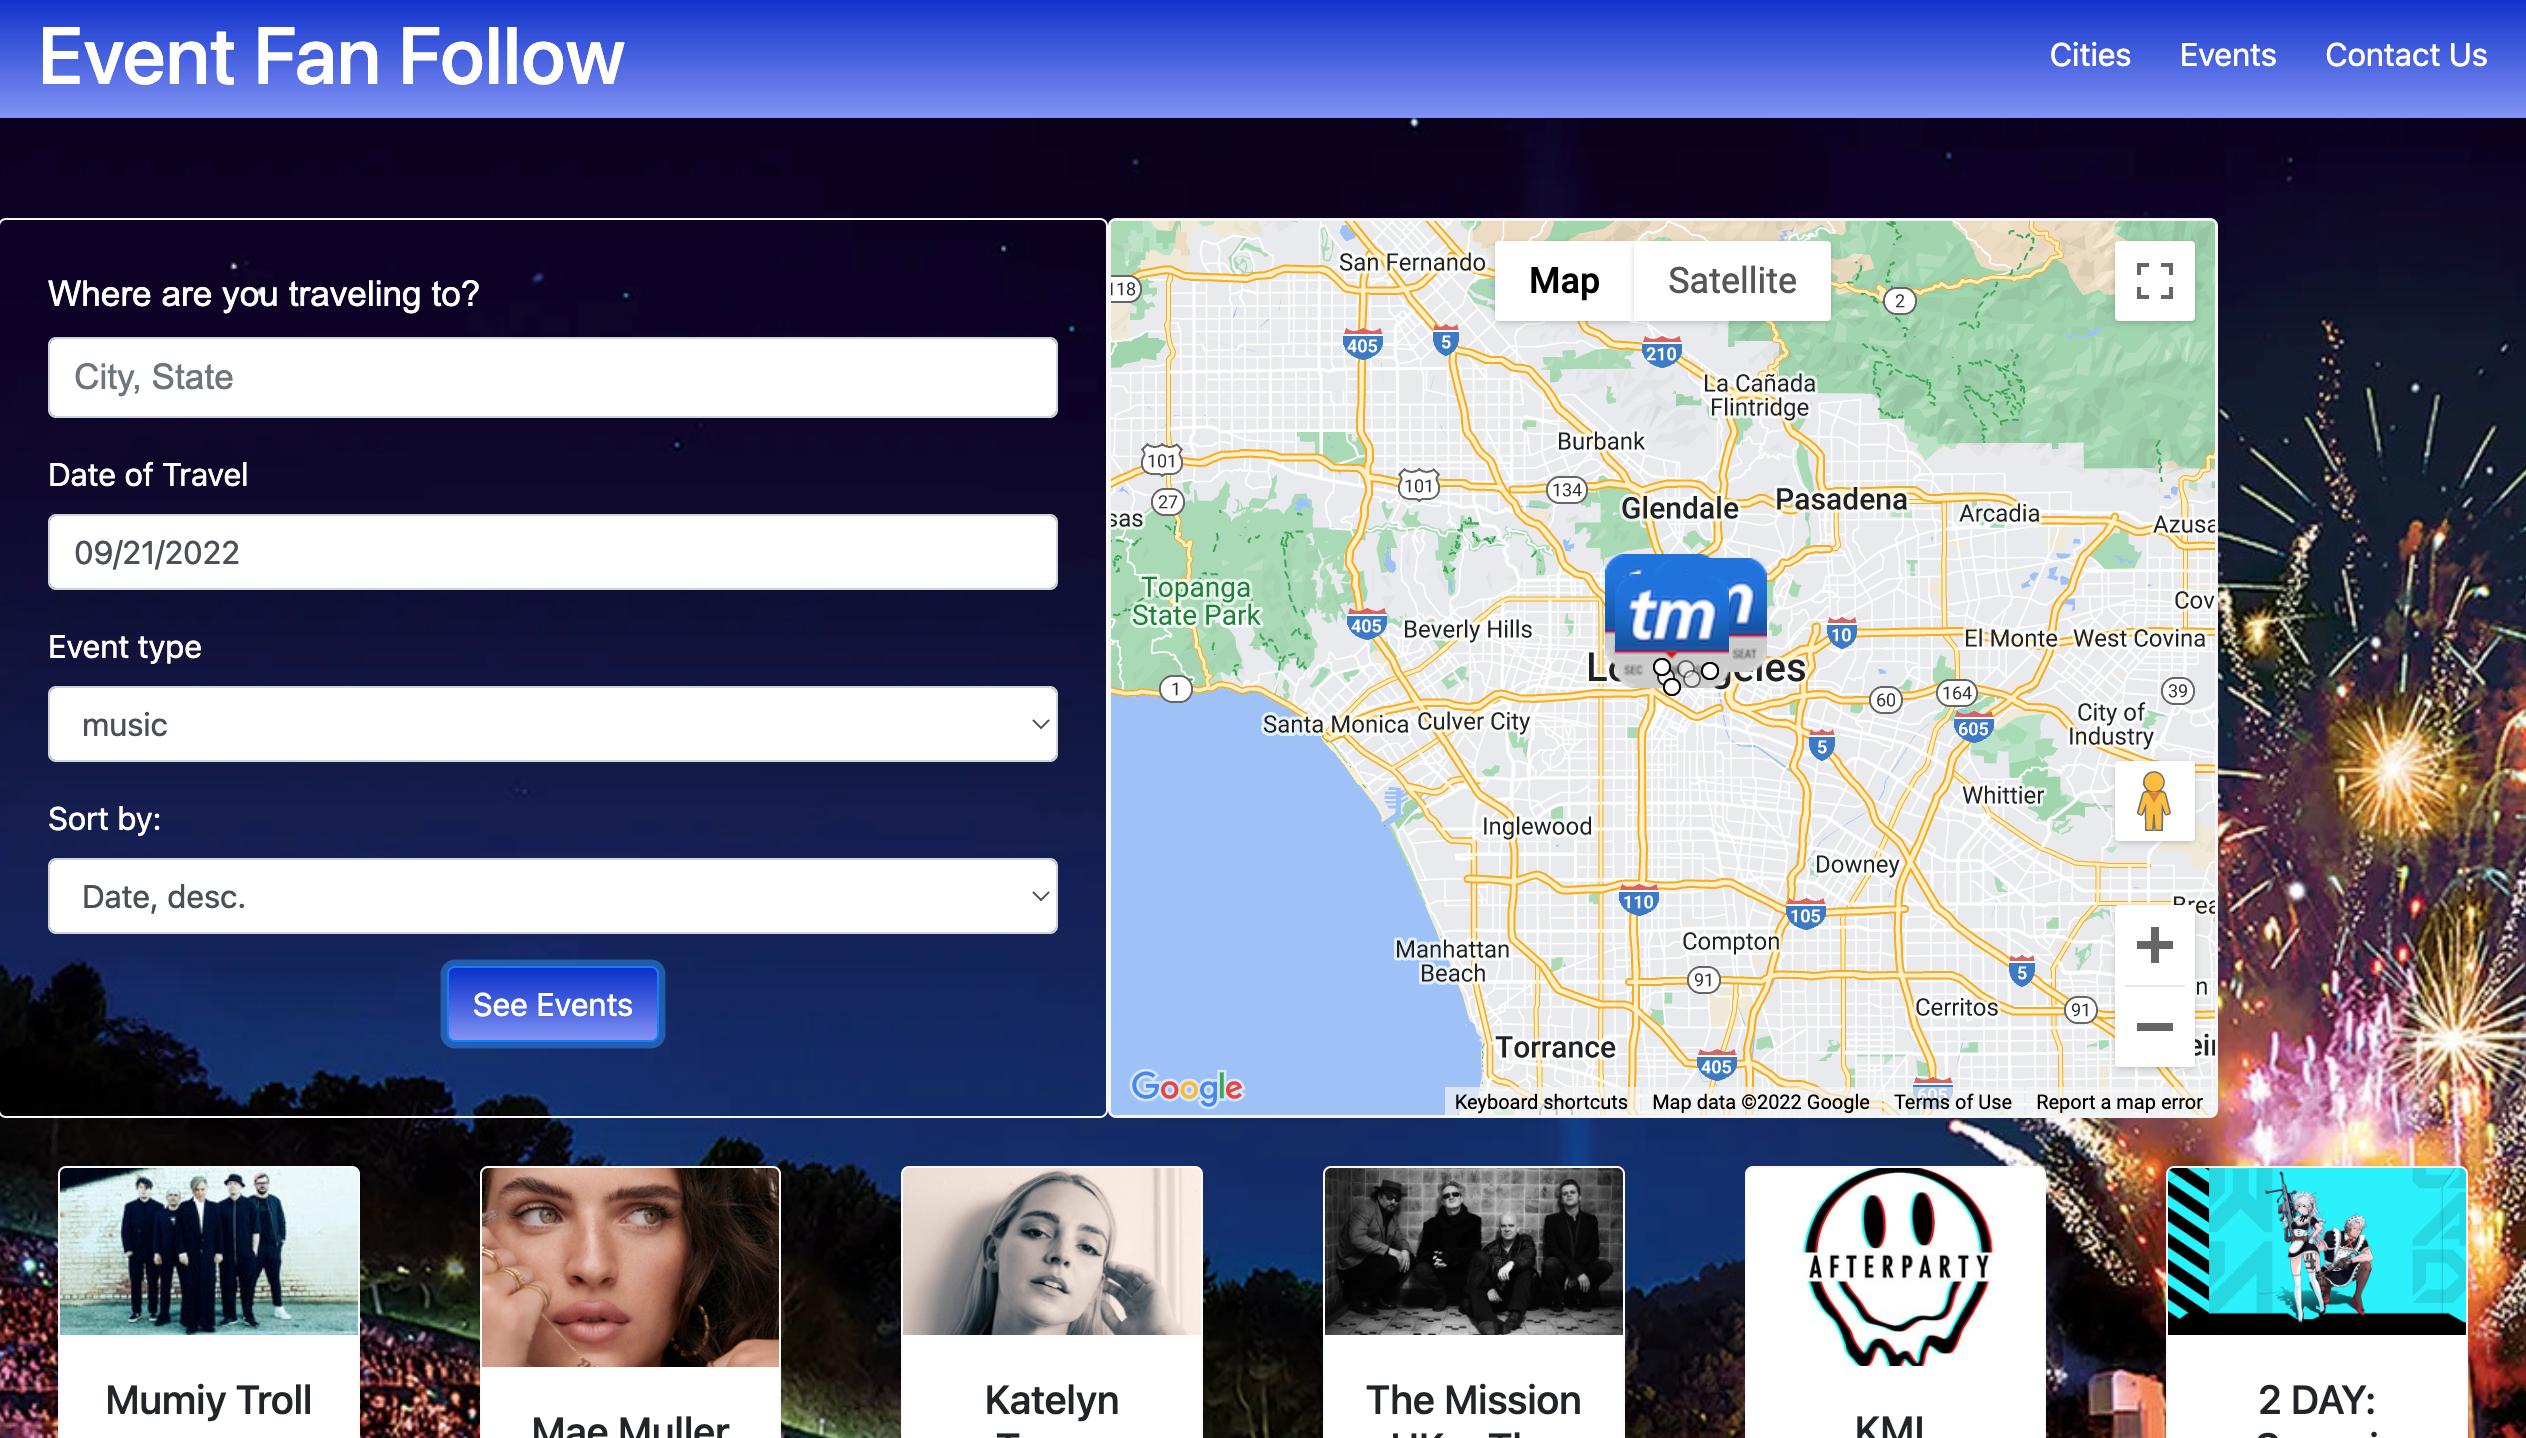 Event Fan Follow
Cities
Events
Contact Us
Where are you traveling to?
City, State
Date of Travel
09/21/2022
Event type
music
Sort by:
Date, desc.
See Events
San Fernando
Map
Satellite
118
2
405
5
210
La Cañada
Flintridge
Burbank
101
101
134
27
Glendale
Pasadena
Arcadia
Topanga
State Park
405
Beverly Hills
tm
SEC
SEAT
10
El Monte
West Covina
1
60
164
39
Santa Monica
Culver City
5
605
City of
Industry
Whittier
Inglewood
Downey
110
105
Manhattan
Beach
Compton
91
5
Cerritos
91
Torrance
405
605
Google
Keyboard shortcuts
Map data ©2022 Google
Terms of Use
Report a map error
AFTERPARTY
Mumiy Troll
Mae Muller
Katelyn
The Mission
KMI
2 DAY: